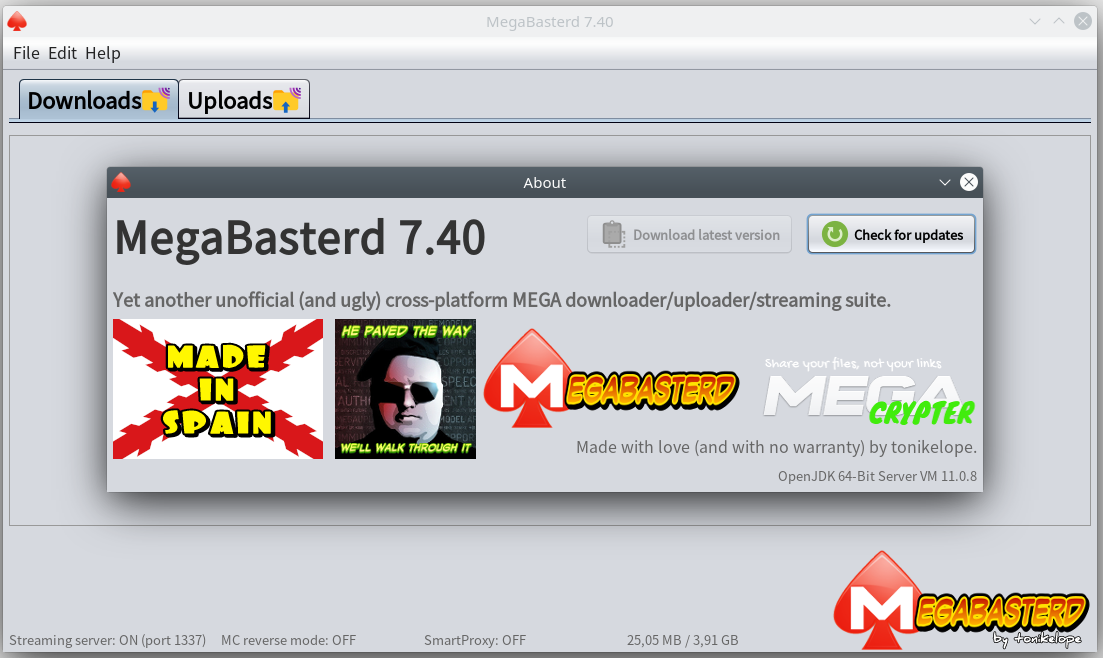 MegaBasterd 7.40
File Edit Help
Downloads Uploads
About
MegaBasterd 7.40
Download latest version
Check for updates
Yet another unofficial (and ugly) cross-platform MEGA downloader/uploader/streaming suite.
MADE
IN
SPAIN
HE PAVED THE WAY
WE'LL WALK THROUGH IT
MEGABASTERD
Share your files, not your links
MEGA
CRYPTER
Made with love (and with no warranty) by tonikelope.
OpenJDK 64-Bit Server VM 11.0.8
MEGABASTERD
by tonikelope
Streaming server: ON (port 1337) MC reverse mode: OFF SmartProxy: OFF 25,05 MB / 3,91 GB